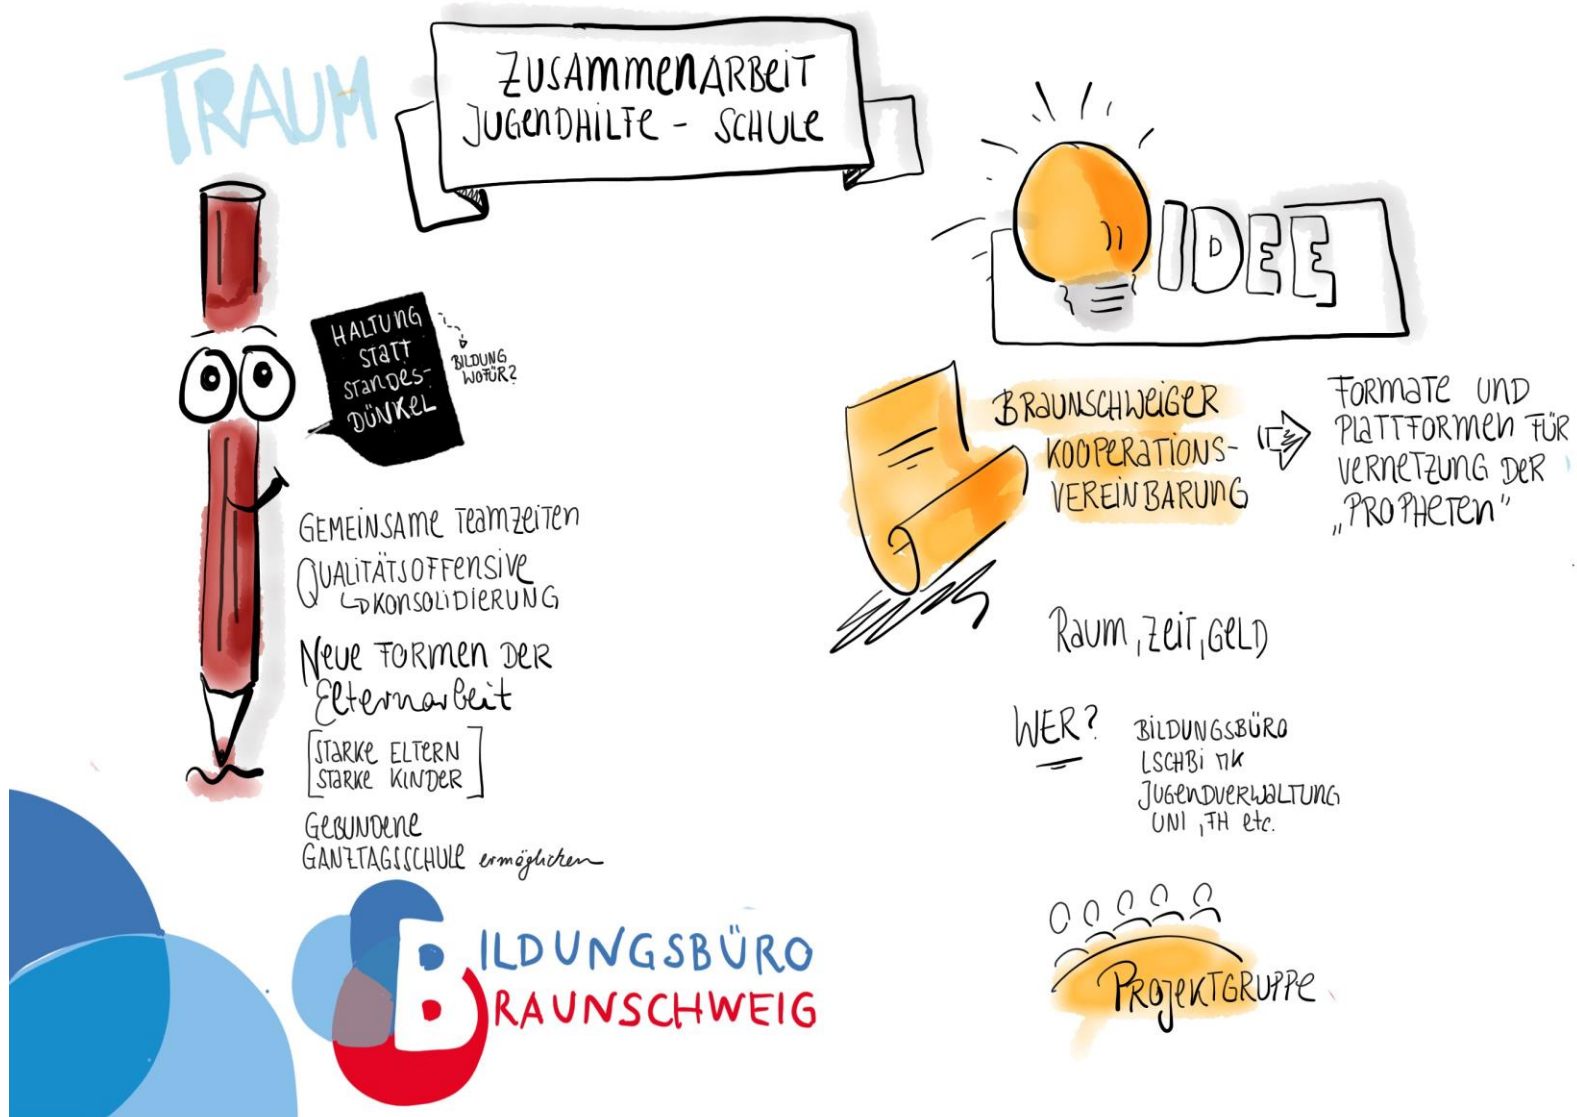 TRAUM
ZUSAMMENARBEIT
JUGENDHILFE - SCHULE
HALTUNG
STATT
STANDES-
DÜNKEL
BILDUNG
WOFÜR?
GEMEINSAME TEAMZEITEN
QUALITÄTSOFFENSIVE
KONSOLIDIERUNG
NEUE FORMEN DER
Elternarbeit
[STARKE ELTERN
STARKE KINDER]
GEBUNDENE
GANZTAGSSCHULE ermöglichen
BILDUNGSBÜRO
BRAUNSCHWEIG
IDEE
BRAUNSCHWEIGER
KOOPERATIONS-
VEREINBARUNG
FORMATE UND
PLATTFORMEN FÜR
VERNETZUNG DER
„PROPHETEN"
RAUM, ZEIT, GELD
WER?
BILDUNGSBÜRO
LSCHB; MK
JUGENDVERWALTUNG
UNI, FH etc.
PROJEKTGRUPPE